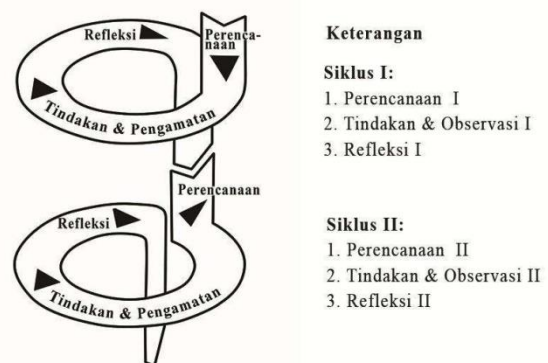 Refleksi
Perenca-
naan
Tindakan & Pengamatan
Perencanaan
Refleksi
Tindakan & Pengamatan
Keterangan
Siklus I:
1. Perencanaan I
2. Tindakan & Observasi I
3. Refleksi I
Siklus II:
1. Perencanaan II
2. Tindakan & Observasi II
3. Refleksi II